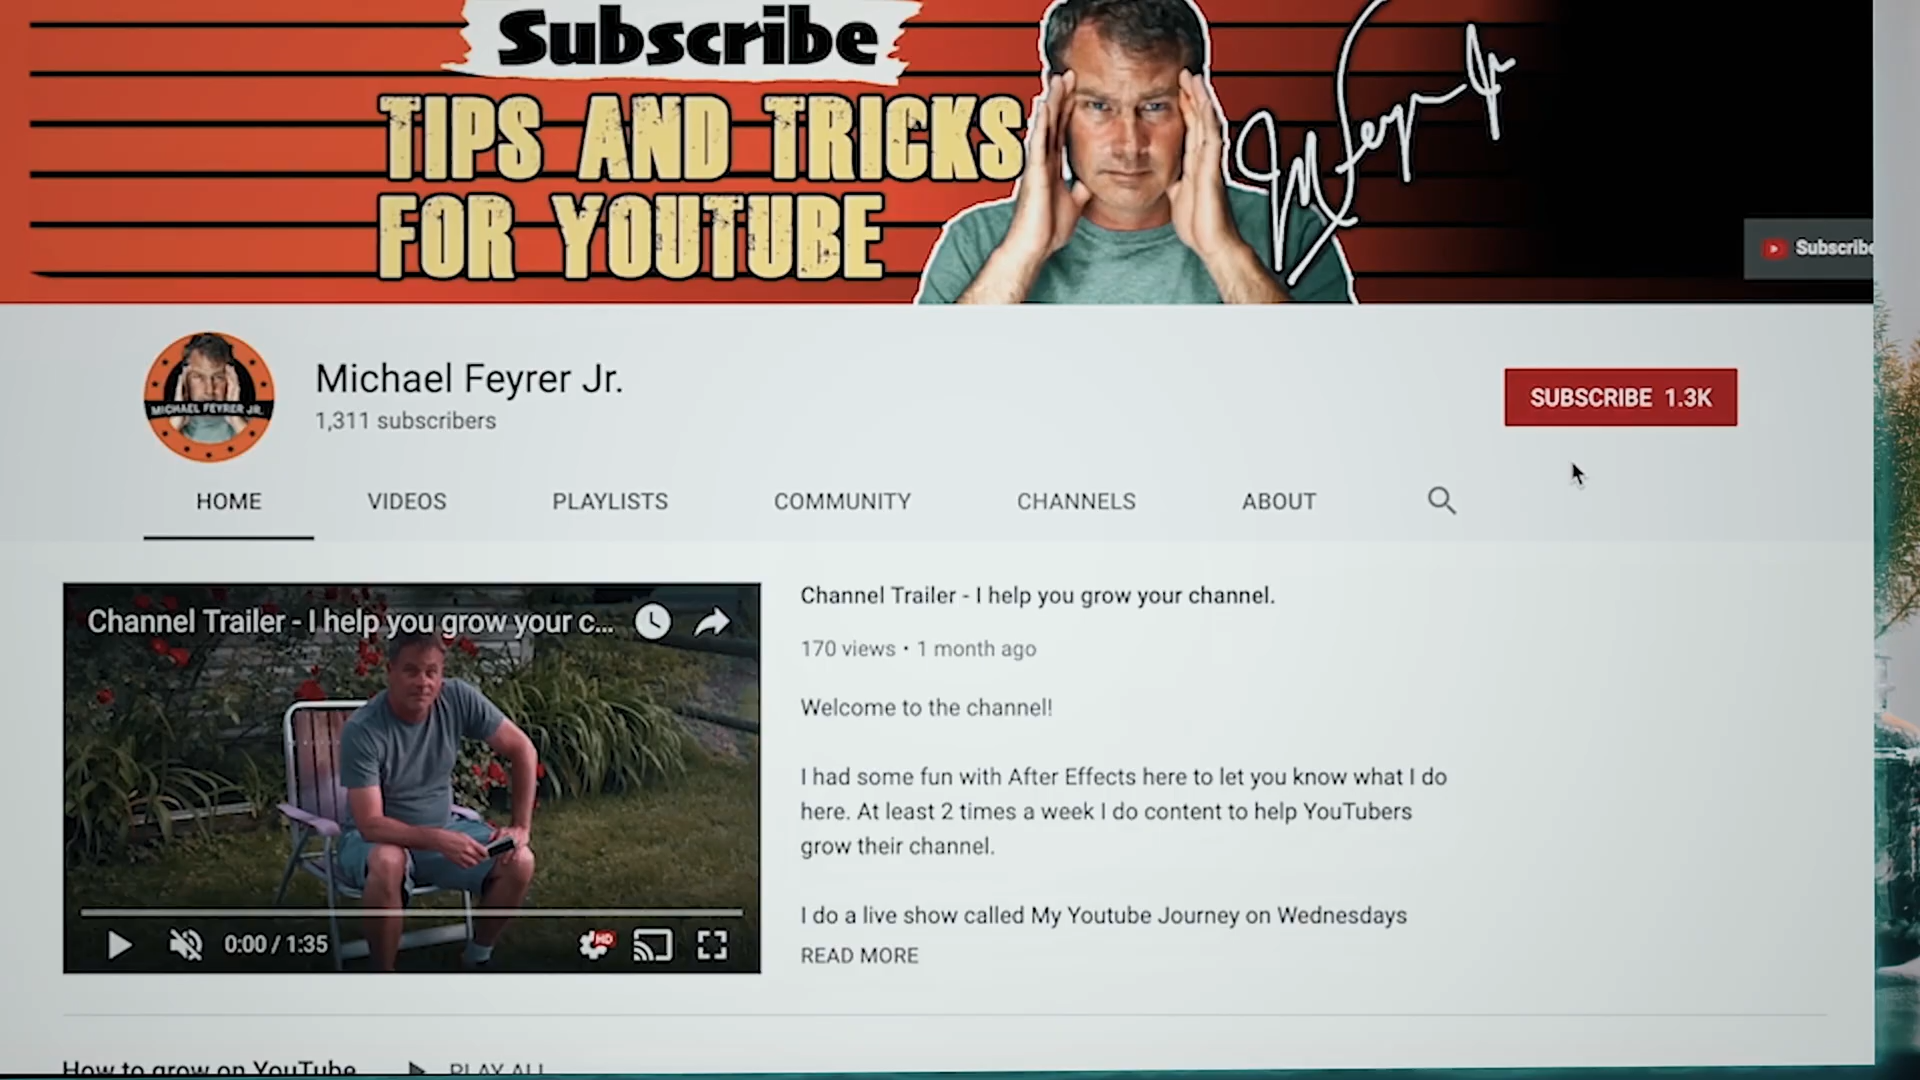 Subscribe
TIPS AND TRICKS
FOR YOUTUBE
JM Feyr Jr
Subscribe
MICHAEL FEYRER JR.
Michael Feyrer Jr.
1,311 subscribers
SUBSCRIBE 1.3K
HOME VIDEOS PLAYLISTS COMMUNITY CHANNELS ABOUT
Channel Trailer - I help you grow your c...
HD
0:00 / 1:35
Channel Trailer - I help you grow your channel.
170 views • 1 month ago
Welcome to the channel!
I had some fun with After Effects here to let you know what I do
here. At least 2 times a week I do content to help YouTubers
grow their channel.
I do a live show called My Youtube Journey on Wednesdays
READ MORE
How to grow on YouTube PLAY ALL